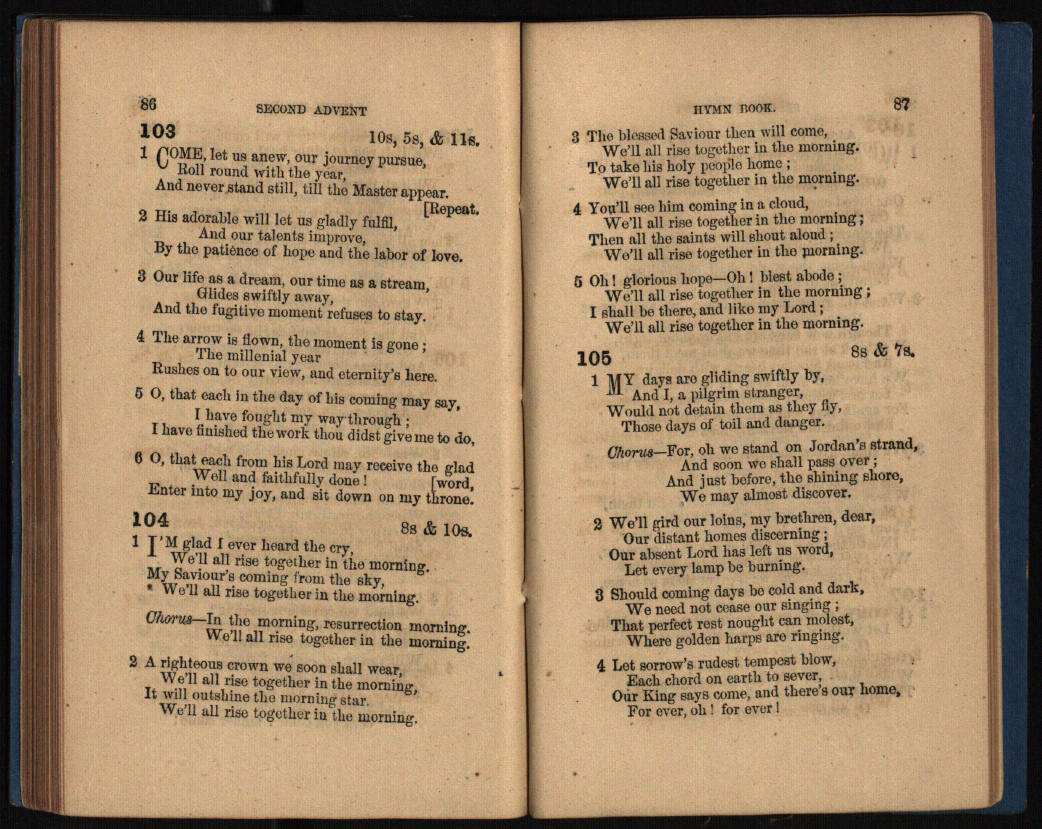 86
SECOND ADVENT
103
10s, 5s, & 11s.
1 COME, let us anew, our journey pursue,
Roll round with the year,
And never stand still, till the Master appear.
[Repeat.
2 His adorable will let us gladly fulfil,
And our talents improve,
By the patience of hope and the labor of love.
3 Our life as a dream, our time as a stream,
Glides swiftly away,
And the fugitive moment refuses to stay.
4 The arrow is flown, the moment is gone;
The millenial year
Rushes on to our view, and eternity's here.
5 O, that each in the day of his coming may say,
I have fought my way through;
I have finished the work thou didst give me to do,
6 O, that each from his Lord may receive the glad
Well and faithfully done! [word,
Enter into my joy, and sit down on my throne.
104
8s & 10s.
1 I'M glad I ever heard the cry,
We'll all rise together in the morning.
My Saviour's coming from the sky,
We'll all rise together in the morning.
Chorus—In the morning, resurrection morning.
We'll all rise together in the morning.
2 A righteous crown we soon shall wear,
We'll all rise together in the morning,
It will outshine the morning star.
We'll all rise together in the morning.
HYMN BOOK.
87
3 The blessed Saviour then will come,
We'll all rise together in the morning.
To take his holy people home;
We'll all rise together in the morning.
4 You'll see him coming in a cloud,
We'll all rise together in the morning;
Then all the saints will shout aloud;
We'll all rise together in the morning.
5 Oh! glorious hope—Oh! blest abode;
We'll all rise together in the morning;
I shall be there, and like my Lord;
We'll all rise together in the morning.
105
8s & 7s.
1 MY days are gliding swiftly by,
And I, a pilgrim stranger,
Would not detain them as they fly,
Those days of toil and danger.
Chorus—For, oh we stand on Jordan's strand,
And soon we shall pass over;
And just before, the shining shore,
We may almost discover.
2 We'll gird our loins, my brethren, dear,
Our distant homes discerning;
Our absent Lord has left us word,
Let every lamp be burning.
3 Should coming days be cold and dark,
We need not cease our singing;
That perfect rest nought can molest,
Where golden harps are ringing.
4 Let sorrow's rudest tempest blow,
Each chord on earth to sever,
Our King says come, and there's our home,
For ever, oh! for ever!